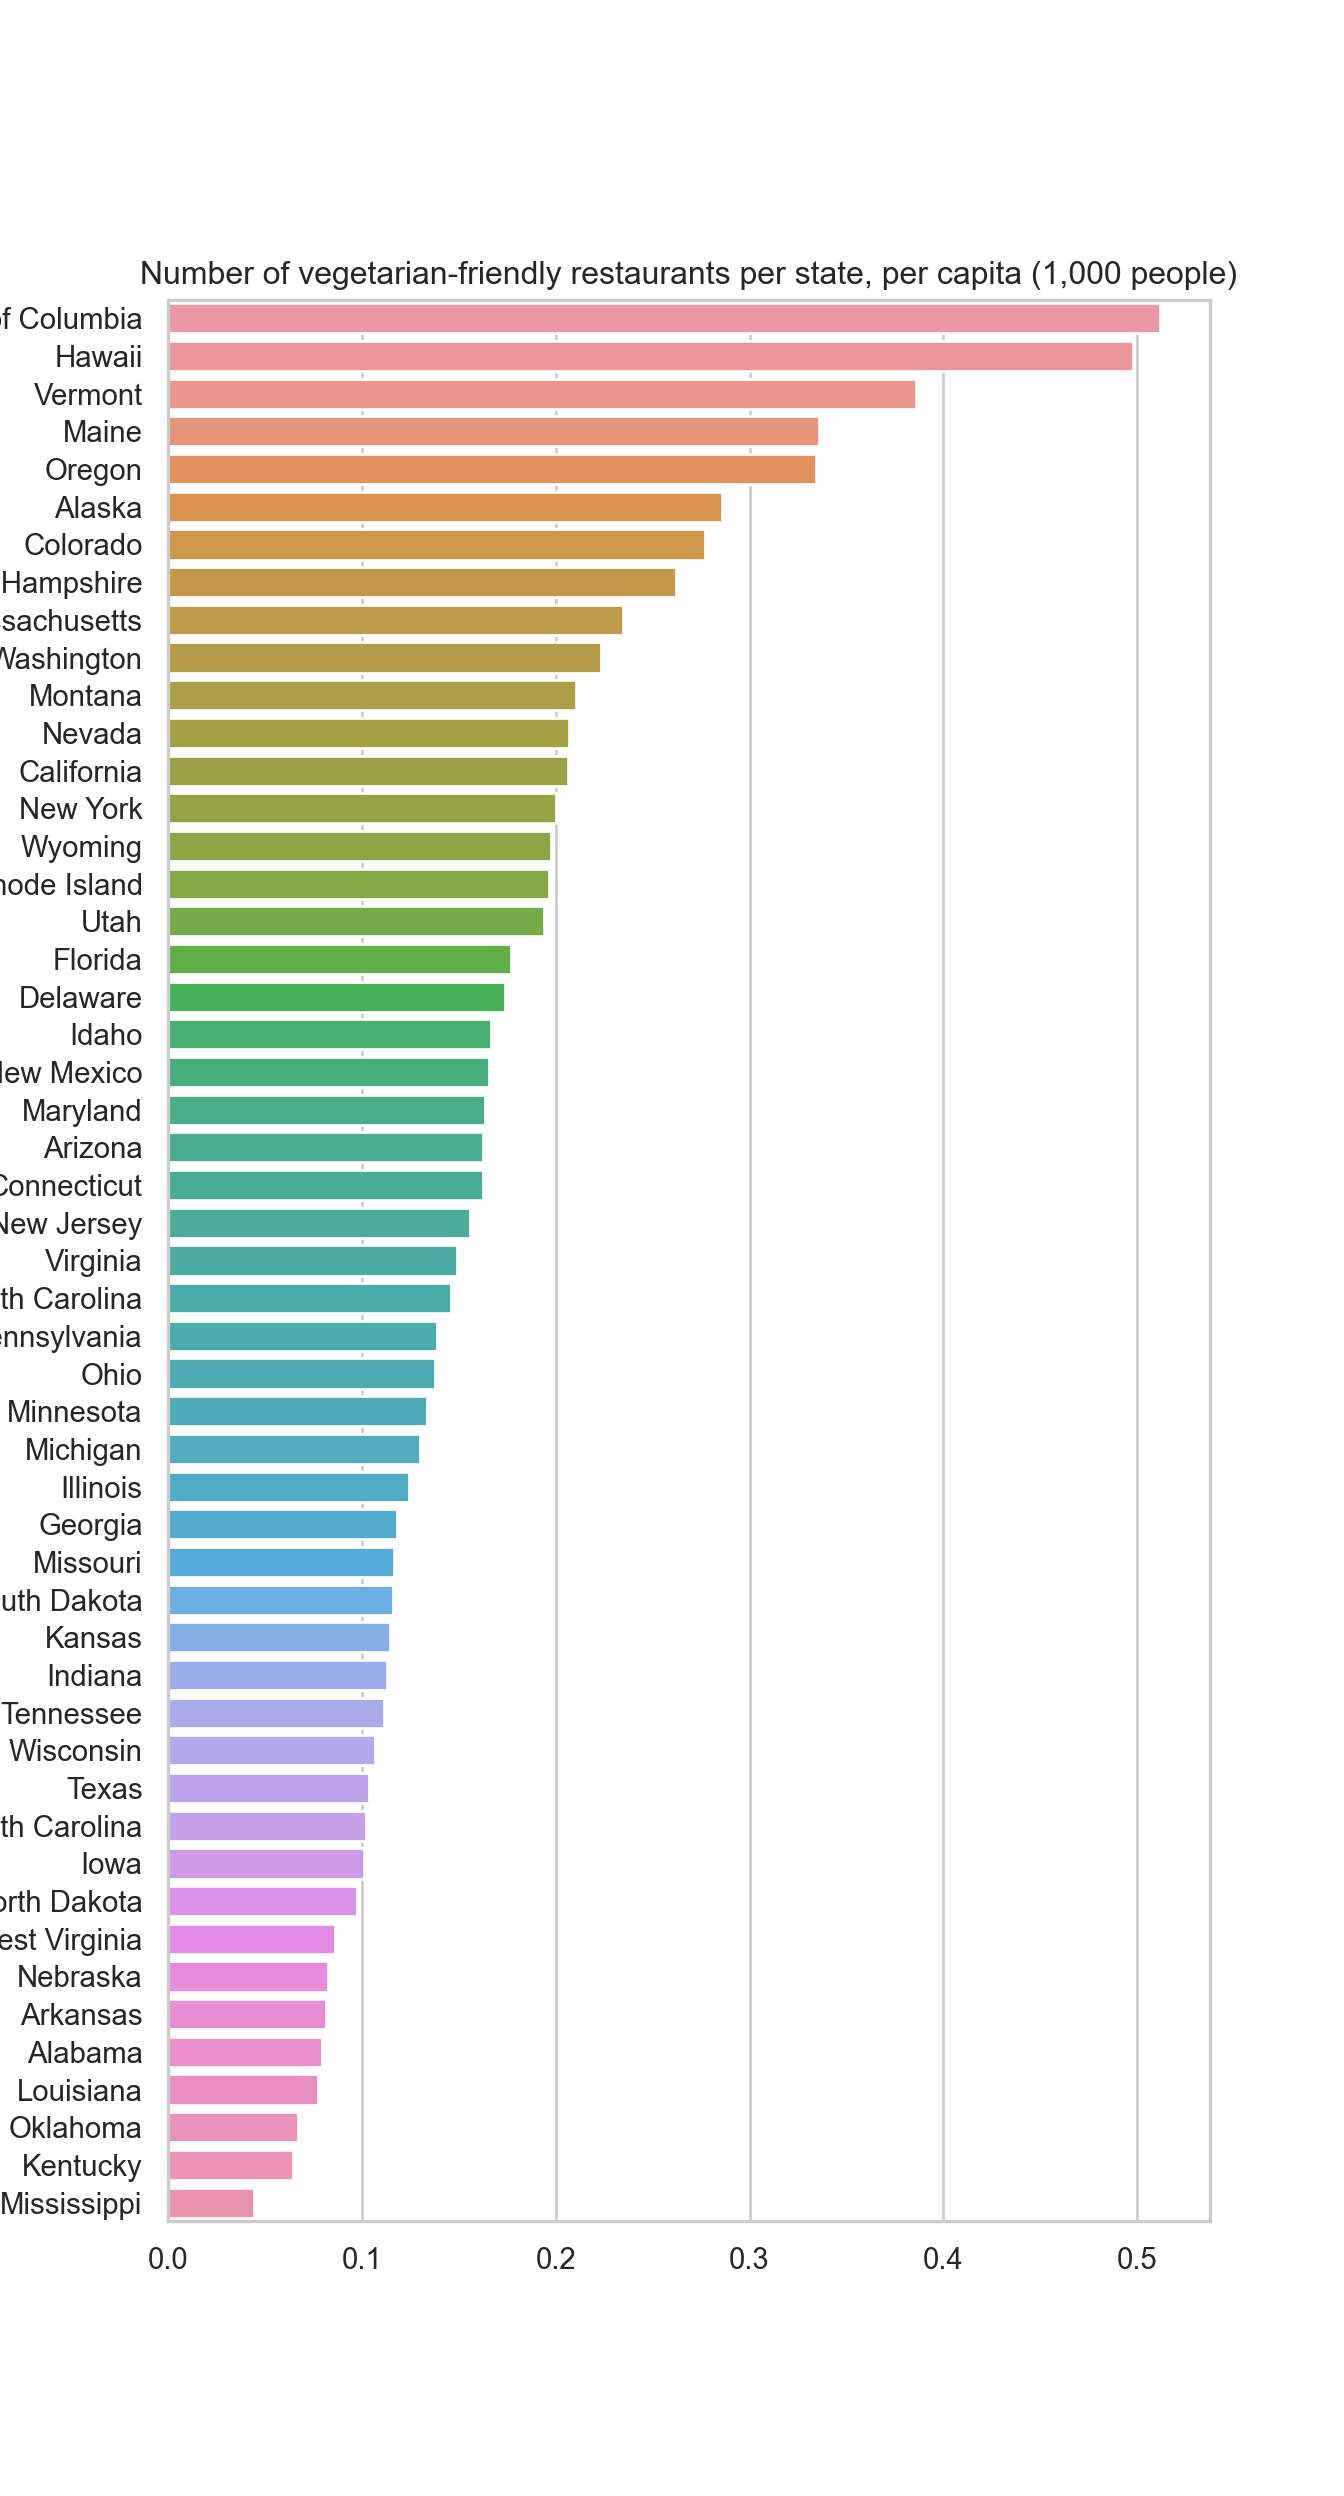 Number of vegetarian-friendly restaurants per state, per capita (1,000 people)
of Columbia
Hawaii
Vermont
Maine
Oregon
Alaska
Colorado
Hampshire
ssachusetts
Washington
Montana
Nevada
California
New York
Wyoming
hode Island
Utah
Florida
Delaware
Idaho
New Mexico
Maryland
Arizona
Connecticut
New Jersey
Virginia
th Carolina
ennsylvania
Ohio
Minnesota
Michigan
Illinois
Georgia
Missouri
uth Dakota
Kansas
Indiana
Tennessee
Wisconsin
Texas
th Carolina
Iowa
orth Dakota
est Virginia
Nebraska
Arkansas
Alabama
Louisiana
Oklahoma
Kentucky
Mississippi
0.0 0.1 0.2 0.3 0.4 0.5